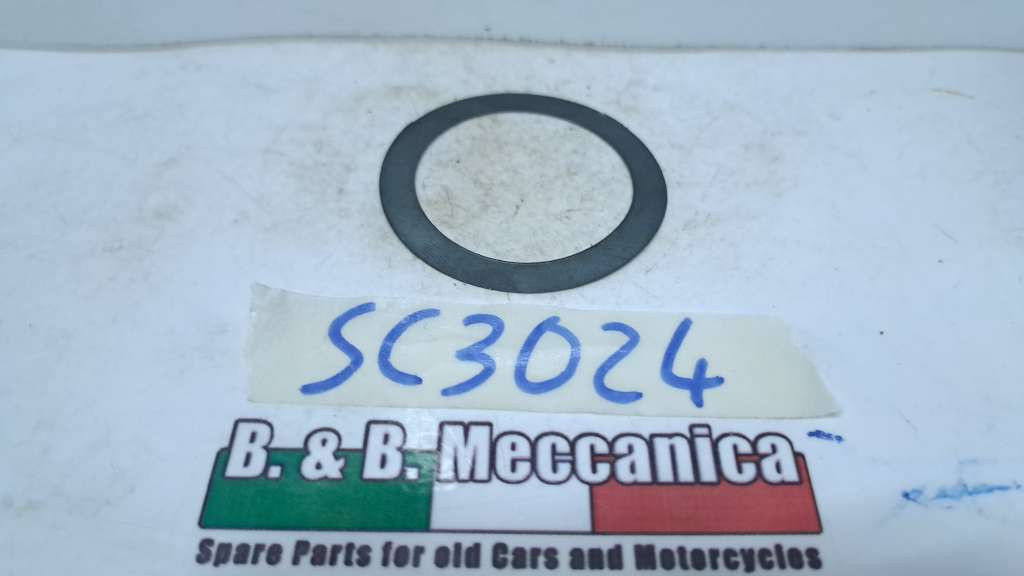 SC3024
B. & B. Meccanica
Spare Parts for old Cars and Motorcycles